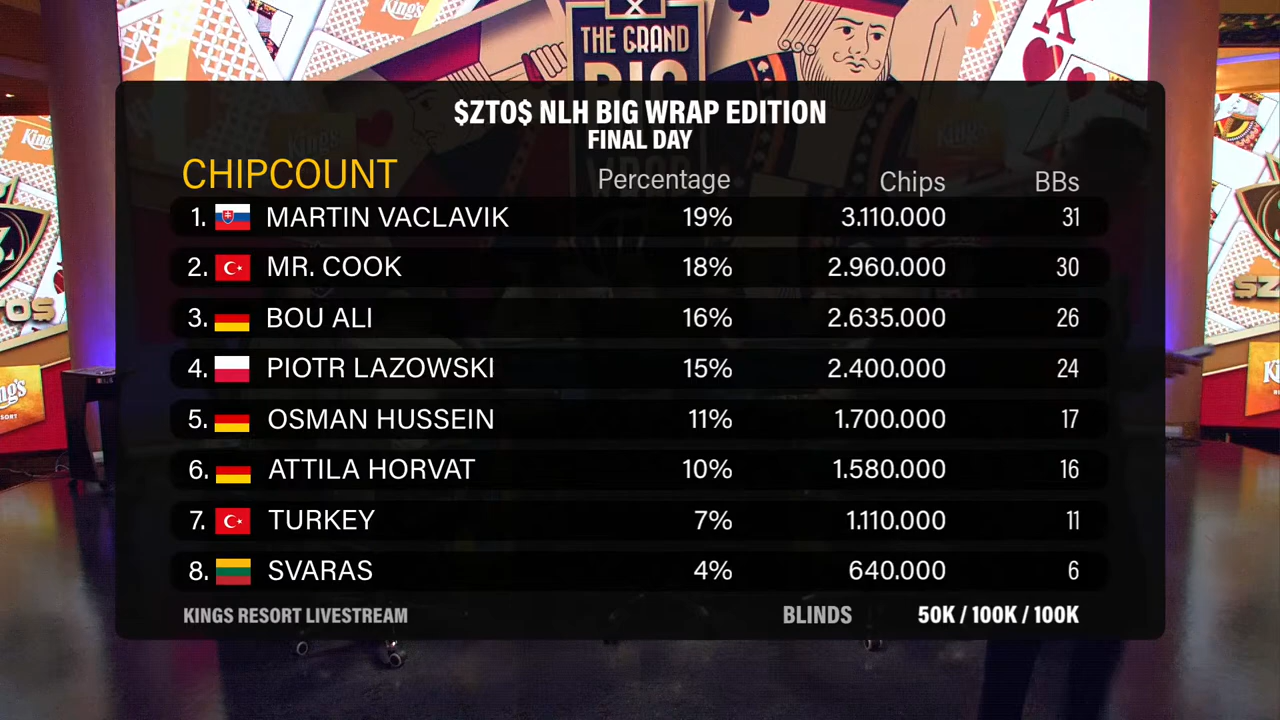 King's
THE GRAND
BIG
K
$ZTO$ NLH BIG WRAP EDITION
FINAL DAY
CHIPCOUNT Percentage Chips BBs
1. MARTIN VACLAVIK 19% 3.110.000 31
2. MR. COOK 18% 2.960.000 30
3. BOU ALI 16% 2.635.000 26
4. PIOTR LAZOWSKI 15% 2.400.000 24
5. OSMAN HUSSEIN 11% 1.700.000 17
6. ATTILA HORVAT 10% 1.580.000 16
7. TURKEY 7% 1.110.000 11
8. SVARAS 4% 640.000 6
KINGS RESORT LIVESTREAM BLINDS 50K / 100K / 100K